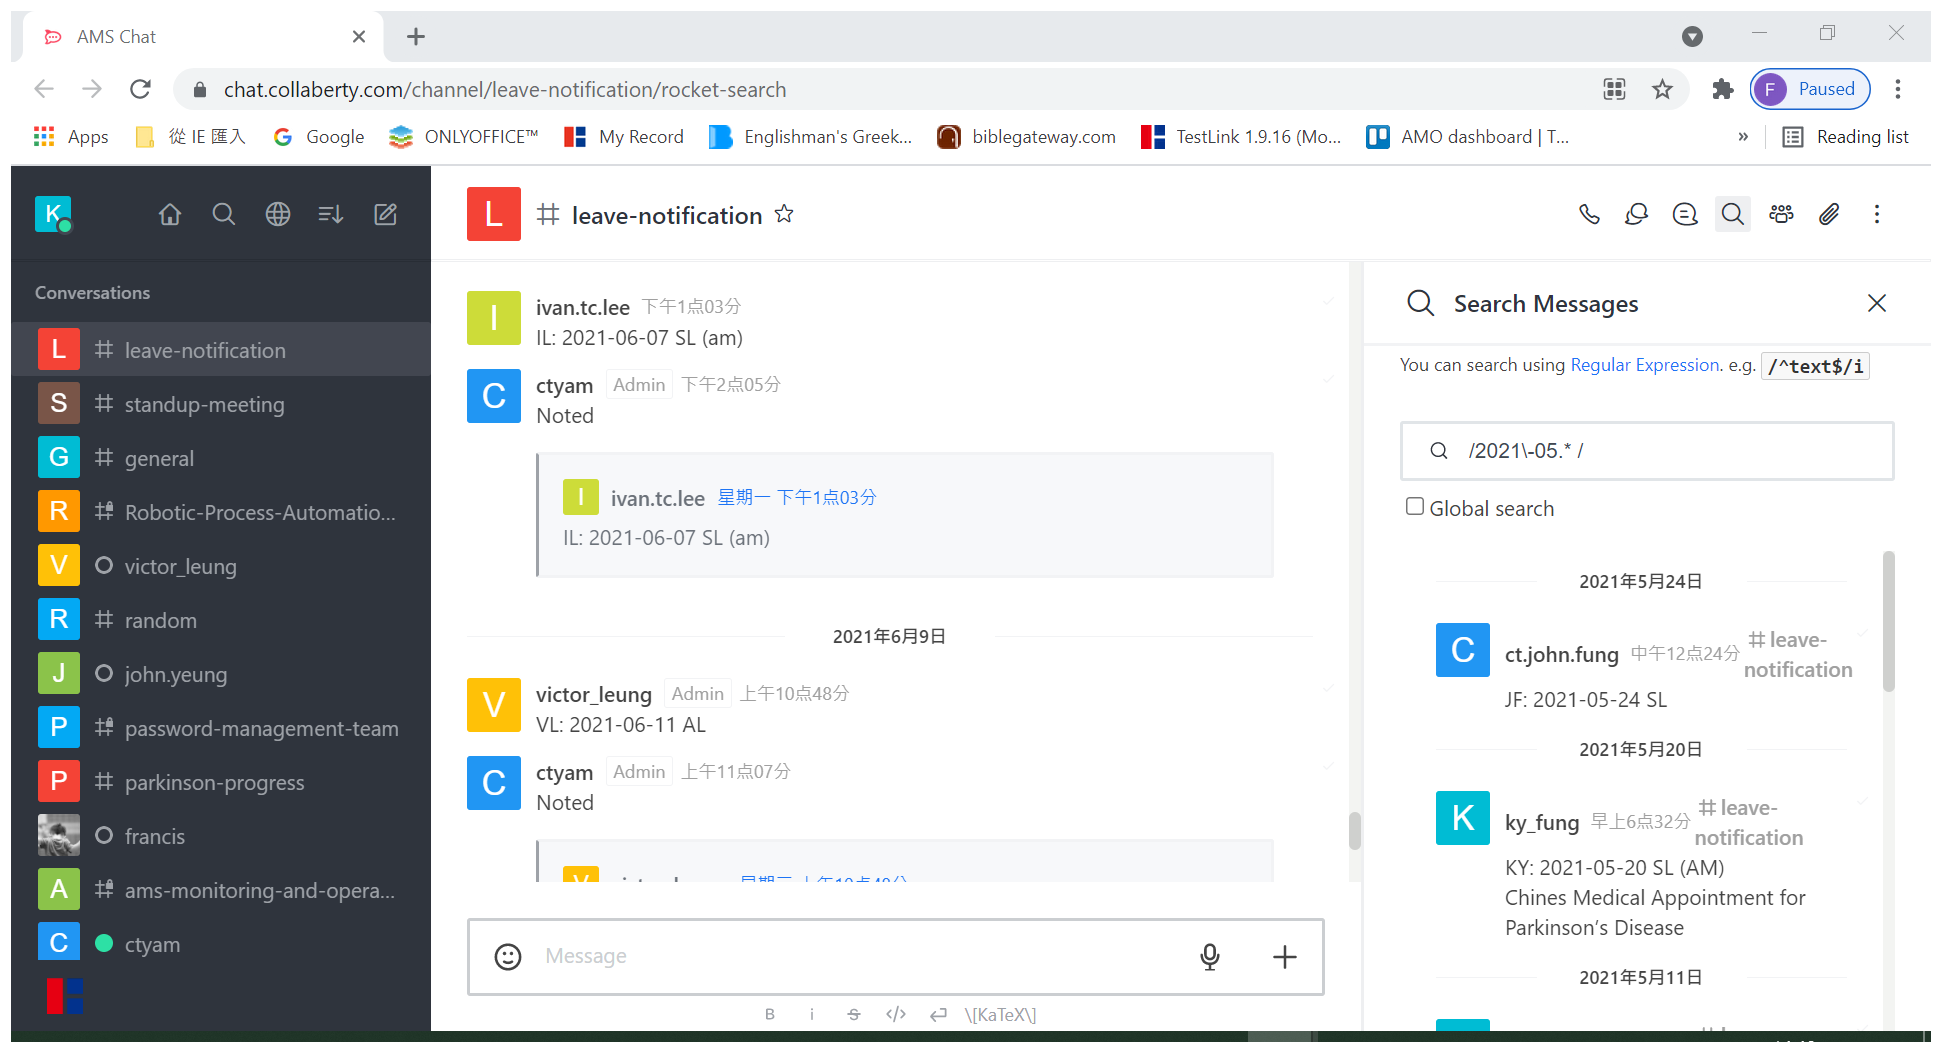 AMS Chat
chat.collaberty.com/channel/leave-notification/rocket-search
F Paused
Apps
從 IE 匯入
Google
ONLYOFFICE™
My Record
Englishman's Greek...
biblegateway.com
TestLink 1.9.16 (Mo...
AMO dashboard | T...
»
Reading list
K
Conversations
L # leave-notification
S # standup-meeting
G # general
R Robotic-Process-Automatio...
V victor_leung
R # random
J john.yeung
P password-management-team
P # parkinson-progress
francis
A ams-monitoring-and-opera...
C ctyam
L # leave-notification
I ivan.tc.lee 下午1点03分
IL: 2021-06-07 SL (am)
C ctyam Admin 下午2点05分
Noted
I ivan.tc.lee 星期一 下午1点03分
IL: 2021-06-07 SL (am)
2021年6月9日
V victor_leung Admin 上午10点48分
VL: 2021-06-11 AL
C ctyam Admin 上午11点07分
Noted
Message
B i S </> \[KaTeX\]
Search Messages
You can search using Regular Expression. e.g. /^text$/i
/2021\-05.* /
Global search
2021年5月24日
C ct.john.fung 中午12点24分 # leave-
notification
JF: 2021-05-24 SL
2021年5月20日
K ky_fung 早上6点32分 # leave-
notification
KY: 2021-05-20 SL (AM)
Chines Medical Appointment for
Parkinson's Disease
2021年5月11日